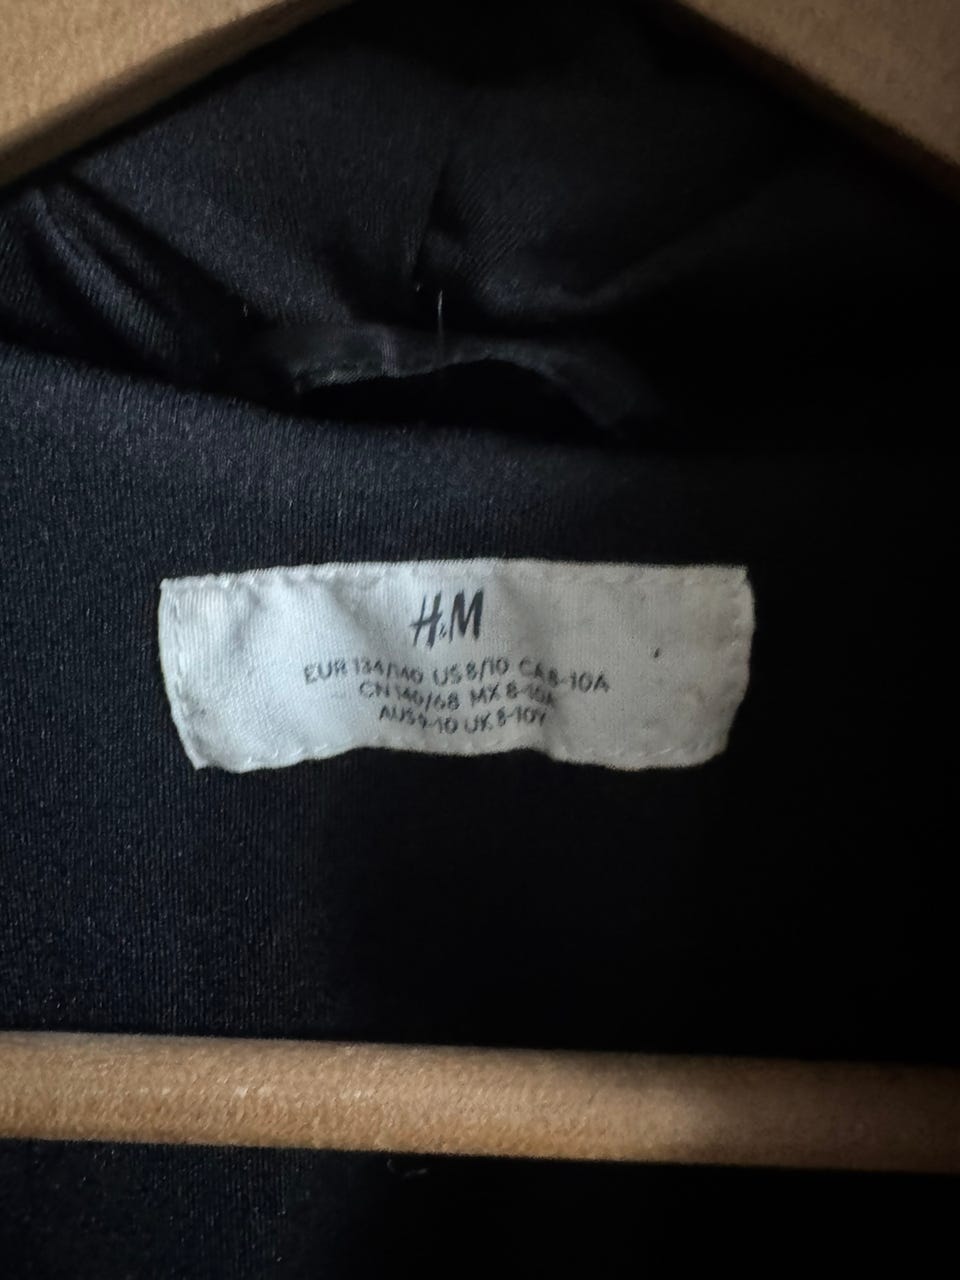 H&M
EUR 134/140 US 8/10 CA 8-10A
CN 140/68 MX 8-10A
AUS 9-10 UK 8-10Y